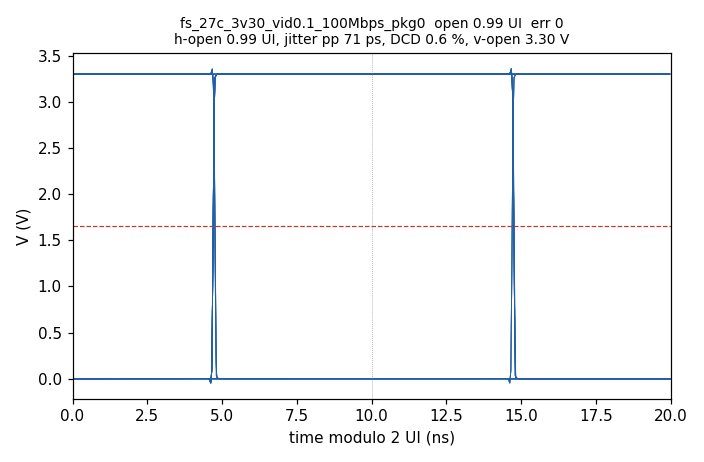 fs_27c_3v30_vid0.1_100Mbps_pkg0  open 0.99 UI  err 0
h-open 0.99 UI, jitter pp 71 ps, DCD 0.6 %, v-open 3.30 V
3.5
3.0
2.5
2.0
1.5
1.0
0.5
0.0
V (V)
0.0 2.5 5.0 7.5 10.0 12.5 15.0 17.5 20.0
time modulo 2 UI (ns)